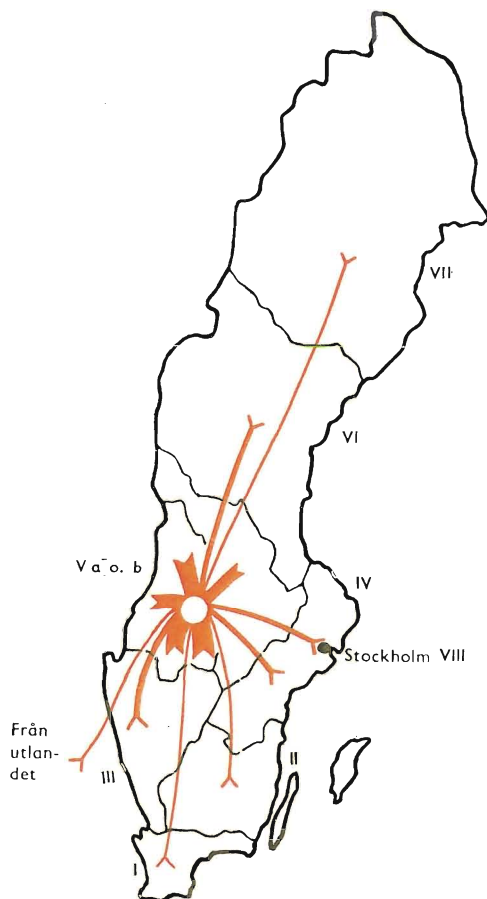 VII
VI
V a o. b
IV
Stockholm VIII
Från
utlan-
det
III
II
I